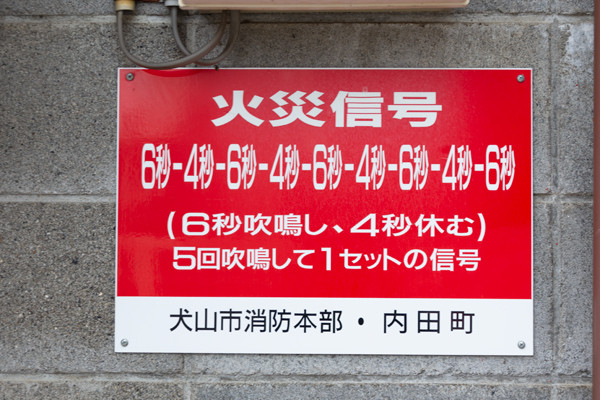 火災信号
6秒-4秒-6秒-4秒-6秒-4秒-6秒-4秒-6秒
(6秒吹鳴し、4秒休む)
5回吹鳴して1セットの信号
犬山市消防本部・内田町